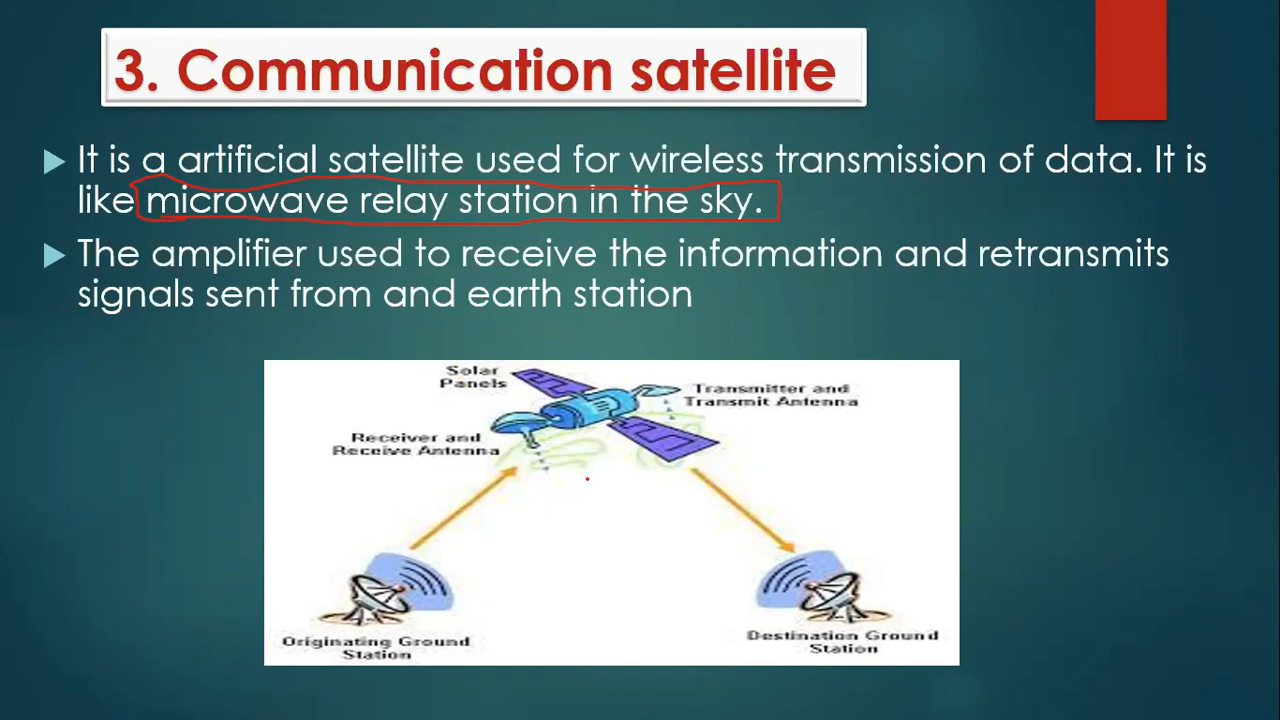 3. Communication satellite
It is a artificial satellite used for wireless transmission of data. It is
like microwave relay station in the sky.
The amplifier used to receive the information and retransmits
signals sent from and earth station
Solar
Panels
Transmitter and
Transmit Antenna
Receiver and
Receive Antenna
Originating Ground
Station
Destination Ground
Station